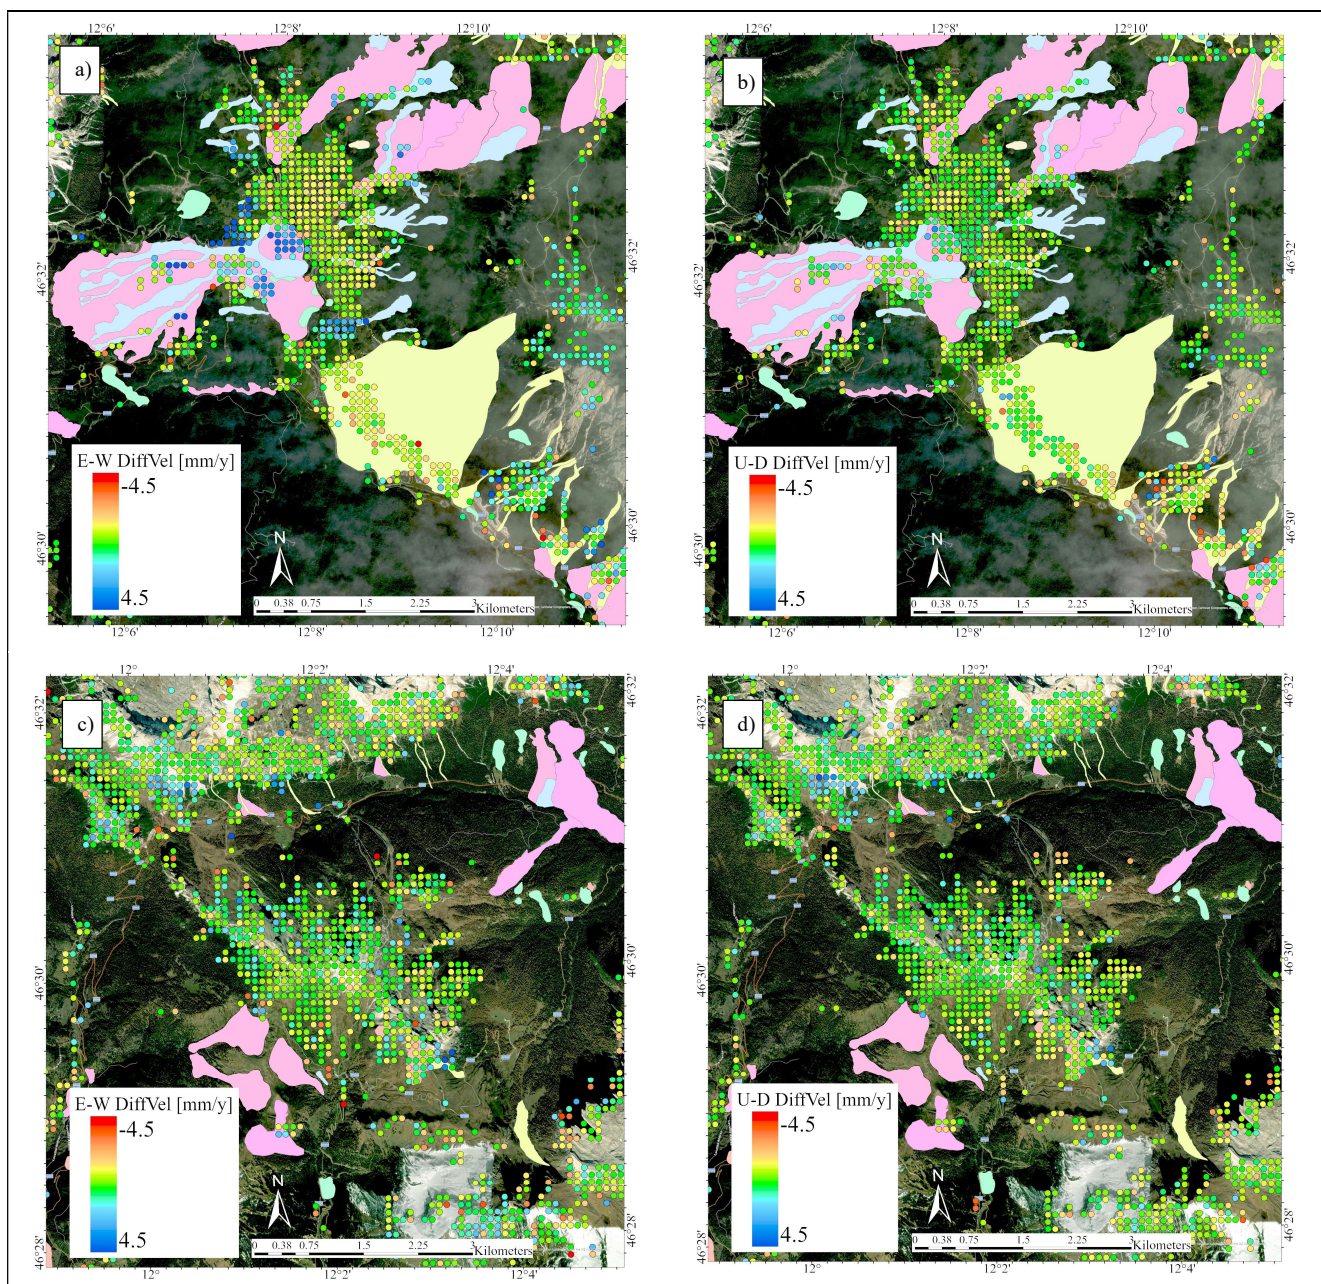 12°6' 12°8' 12°10' 12°6' 12°8' 12°10'
a) b)
46°32' 46°32' 46°32' 46°32'
E-W DiffVel [mm/y] U-D DiffVel [mm/y]
-4.5 -4.5
4.5 4.5
46°30' 46°30' 46°30' 46°30'
N N
0 0.38 0.75 1.5 2.25 3 Kilometers 0 0.38 0.75 1.5 2.25 3 Kilometers
12°6' 12°8' 12°10' 12°6' 12°8' 12°10'
12° 12°2' 12°4' 12° 12°2' 12°4'
46°32' 46°32' 46°32' 46°32'
c) d)
46°30' 46°30' 46°30' 46°30'
E-W DiffVel [mm/y] U-D DiffVel [mm/y]
-4.5 -4.5
4.5 4.5
N N
46°28' 46°28' 46°28' 46°28'
0 0.38 0.75 1.5 2.25 3 Kilometers 0 0.38 0.75 1.5 2.25 3 Kilometers
12° 12°2' 12°4' 12° 12°2' 12°4'